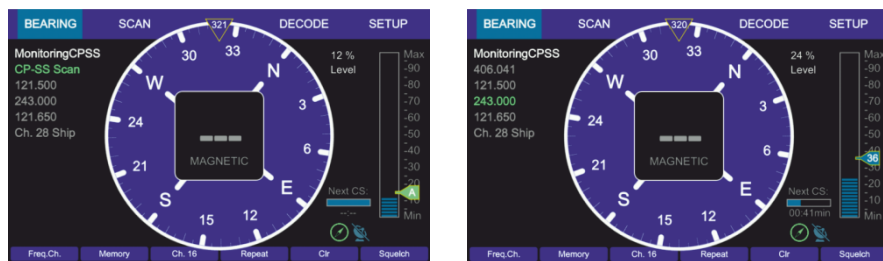 BEARING SCAN 321 DECODE SETUP
MonitoringCPSS
CP-SS Scan
121.500
243.000
121.650
Ch. 28 Ship
30 33
W N
24 3
21 6
S E
15 12
---
MAGNETIC
12 %
Level
Next CS:
--:--
Max
-90
-80
-70
-60
-50
-40
-30
-20
A
-10
Min
Freq.Ch. Memory Ch. 16 Repeat Clr Squelch
BEARING SCAN 320 DECODE SETUP
MonitoringCPSS
406.041
121.500
243.000
121.650
Ch. 28 Ship
30 33
W N
24 3
21 6
S E
15 12
---
MAGNETIC
24 %
Level
Next CS:
00:41min
Max
-90
-80
-70
-60
-50
-40
36
-30
-20
-10
Min
Freq.Ch. Memory Ch. 16 Repeat Clr Squelch